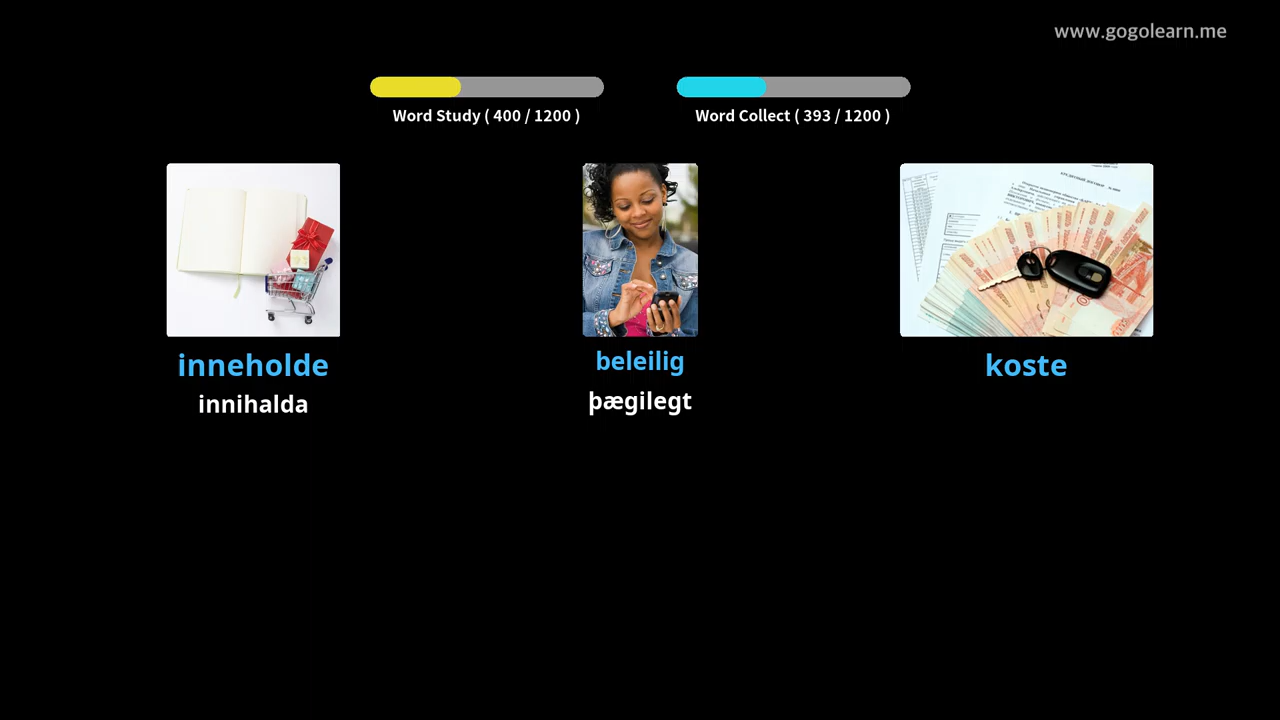 www.gogolearn.me
Word Study ( 400 / 1200 )
Word Collect ( 393 / 1200 )
inneholde
innihalda
beleilig
þægilegt
koste